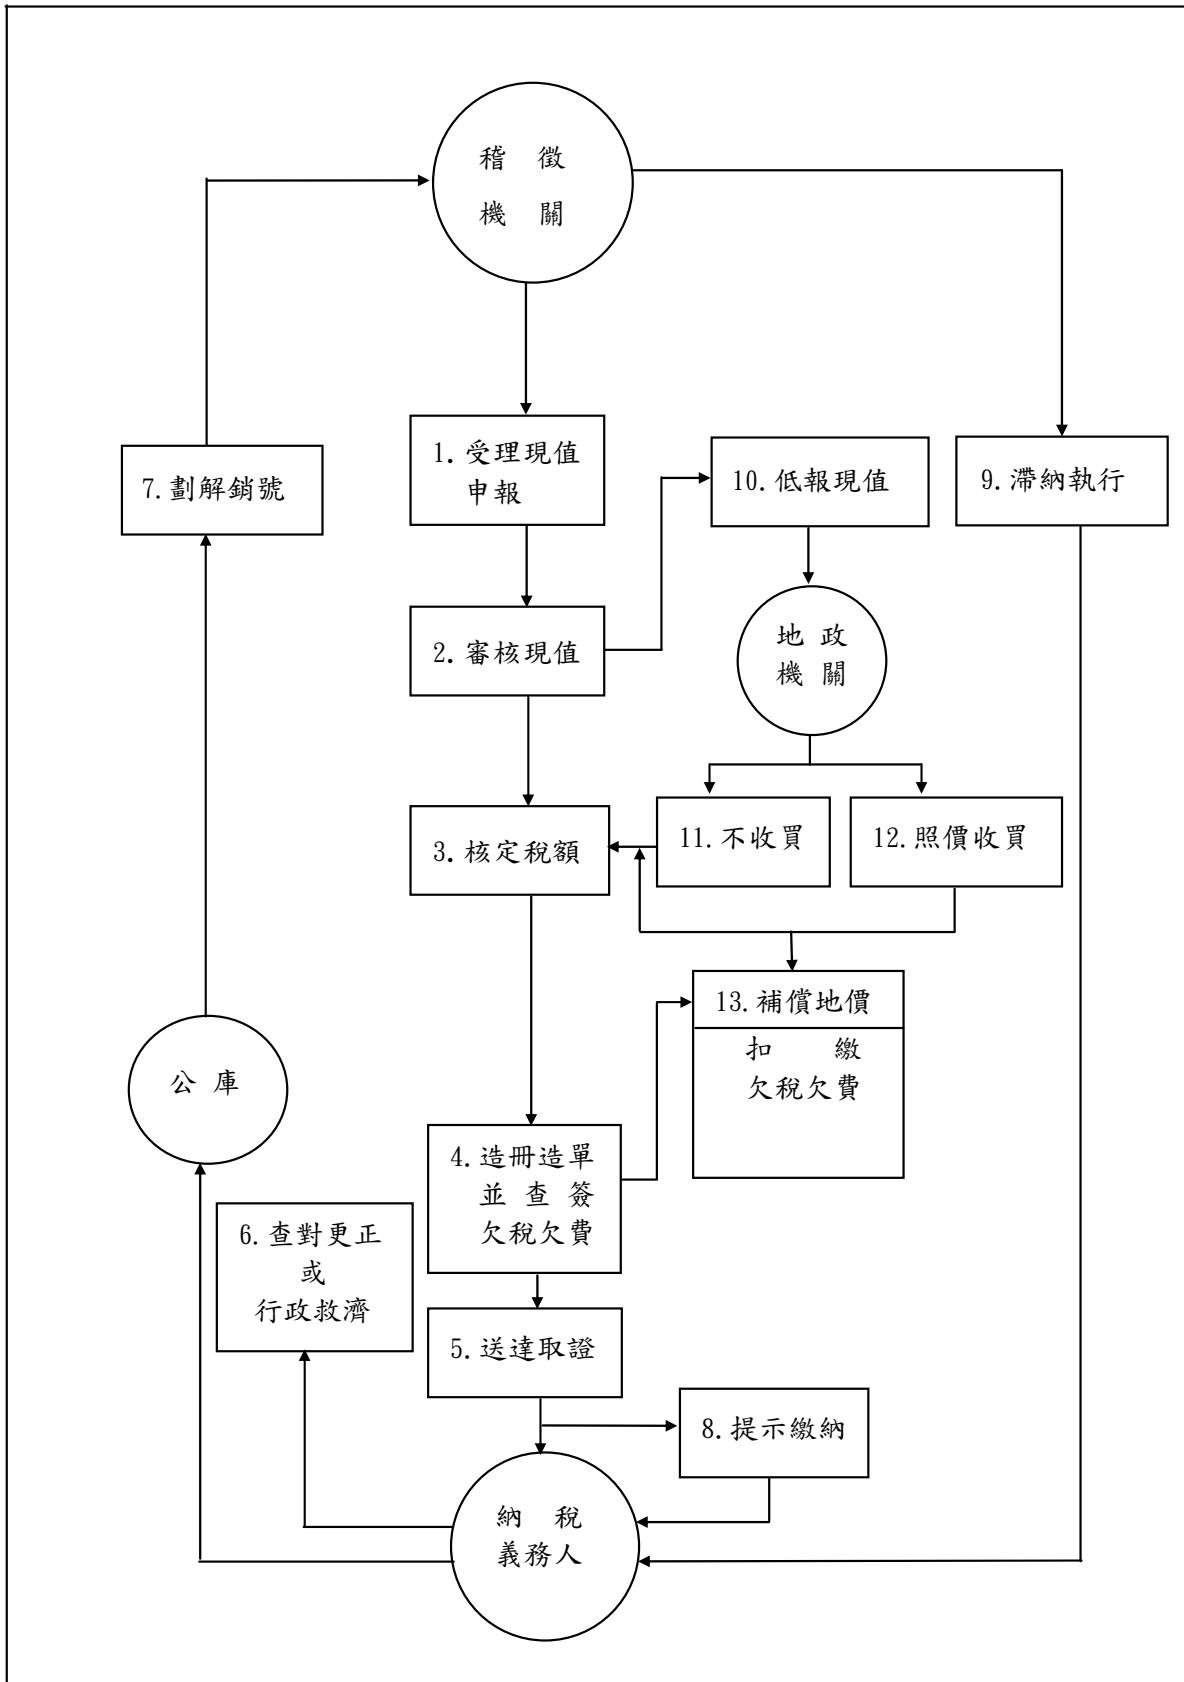 稽 徵
機 關
1.受理現值
申報
2.審核現值
3.核定稅額
4.造冊造單
並 查 簽
欠稅欠費
5.送達取證
納 稅
義務人
6.查對更正
或
行政救濟
公 庫
7.劃解銷號
8.提示繳納
9.滯納執行
10.低報現值
地 政
機 關
11.不收買
12.照價收買
13.補償地價
扣 繳
欠稅欠費